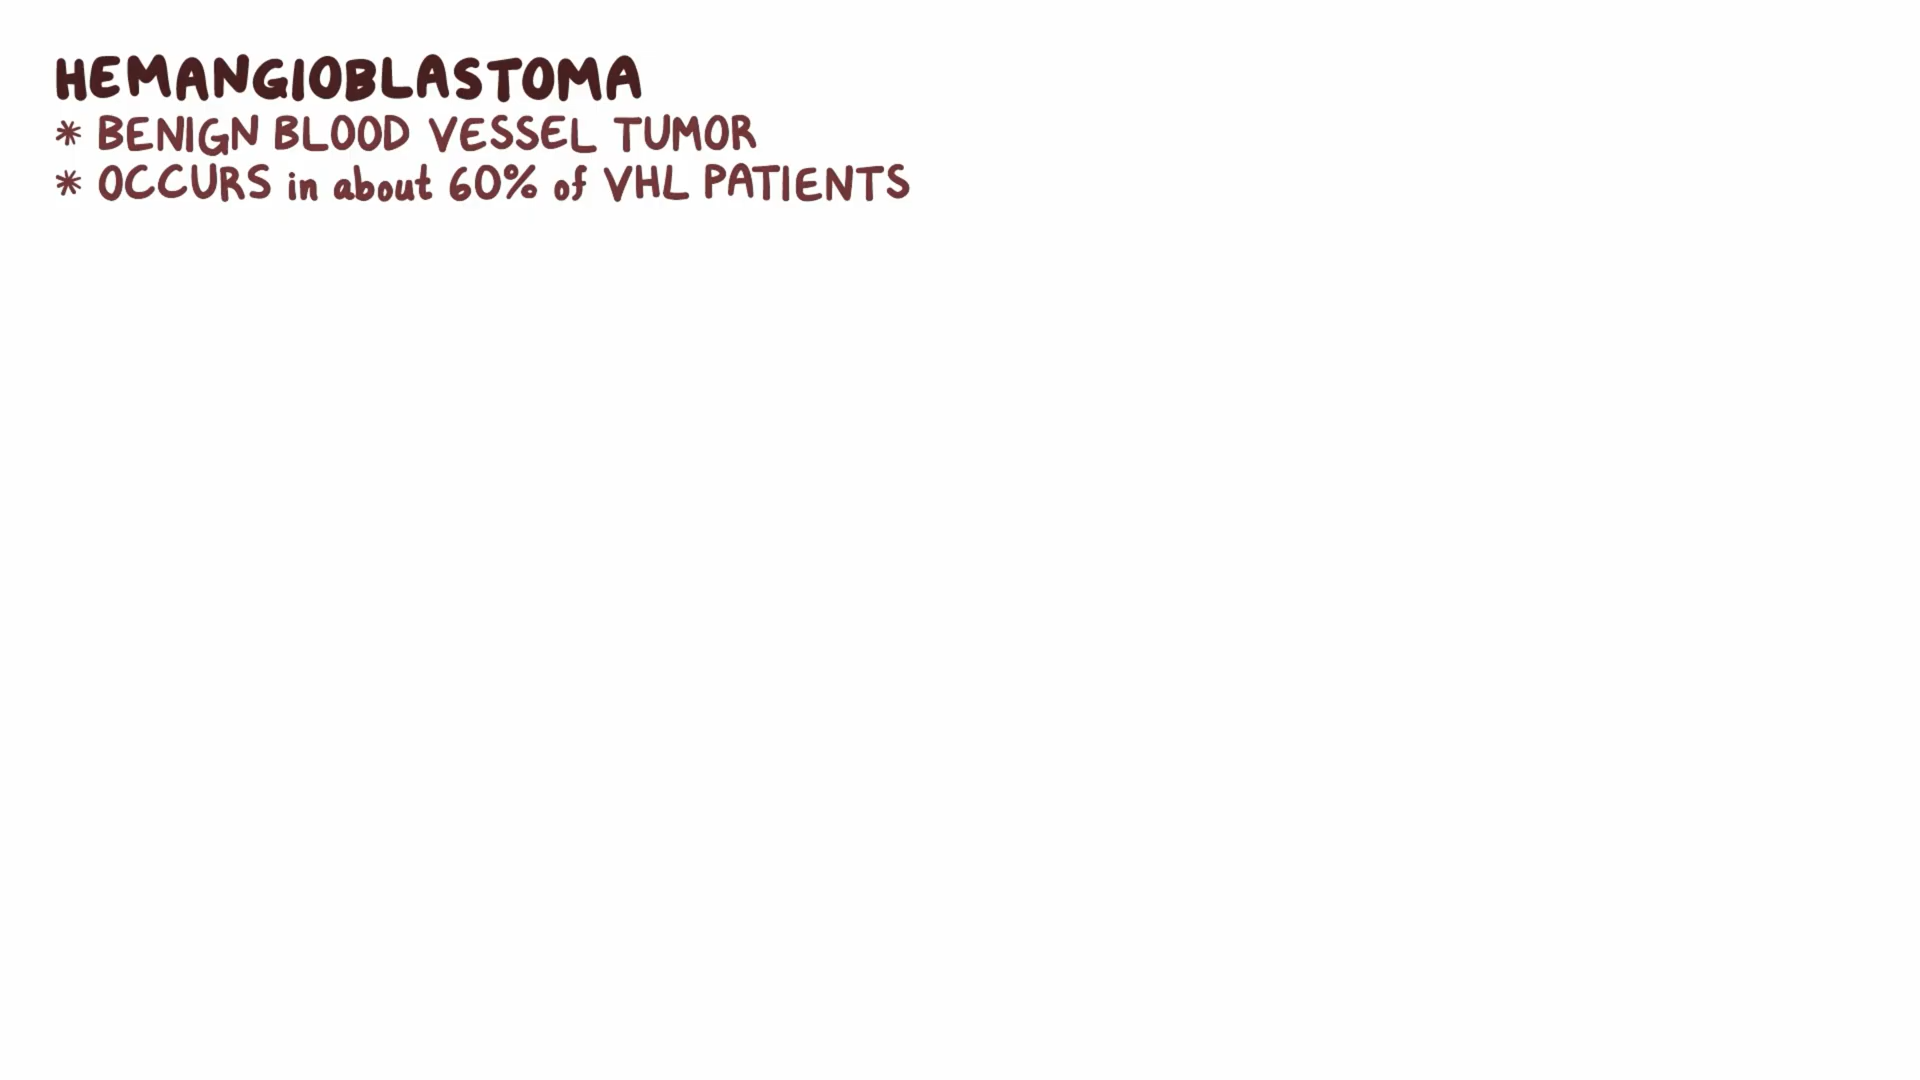 HEMANGIOBLASTOMA
* BENIGN BLOOD VESSEL TUMOR
* OCCURS in about 60% of VHL PATIENTS